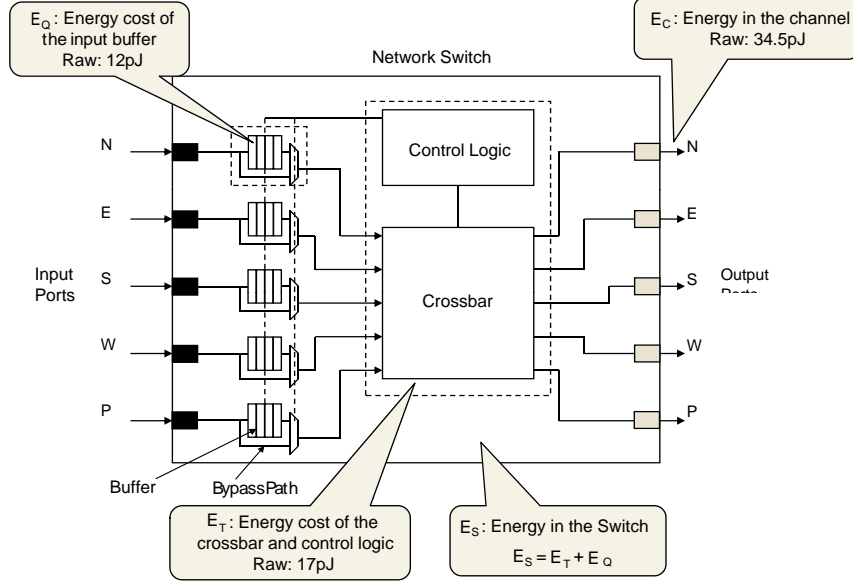 E_Q : Energy cost of
the input buffer
Raw: 12pJ
E_C : Energy in the channel
Raw: 34.5pJ
Network Switch
Control Logic
N
N
E
E
Input
Ports
S
Crossbar
S
Output
W
W
P
P
Buffer
BypassPath
E_T : Energy cost of the
crossbar and control logic
Raw: 17pJ
E_S : Energy in the Switch
E_S = E_T + E_Q